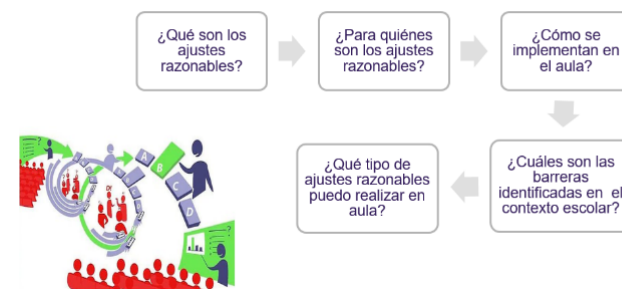 ¿Qué son los
ajustes
razonables?
¿Para quiénes
son los ajustes
razonables?
¿Cómo se
implementan en
el aula?
¿Cuáles son las
barreras
identificadas en el
contexto escolar?
¿Qué tipo de
ajustes razonables
puedo realizar en
aula?
A
B
C
D